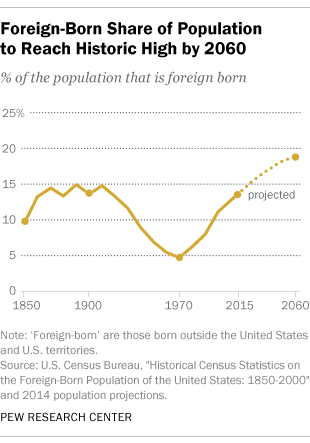 Foreign-Born Share of Population
to Reach Historic High by 2060
% of the population that is foreign born
25%
20
15
10
5
0
projected
1850
1900
1970
2015
2060
Note: ‘Foreign-born’ are those born outside the United States
and U.S. territories.
Source: U.S. Census Bureau, "Historical Census Statistics on
the Foreign-Born Population of the United States: 1850-2000"
and 2014 population projections.
PEW RESEARCH CENTER